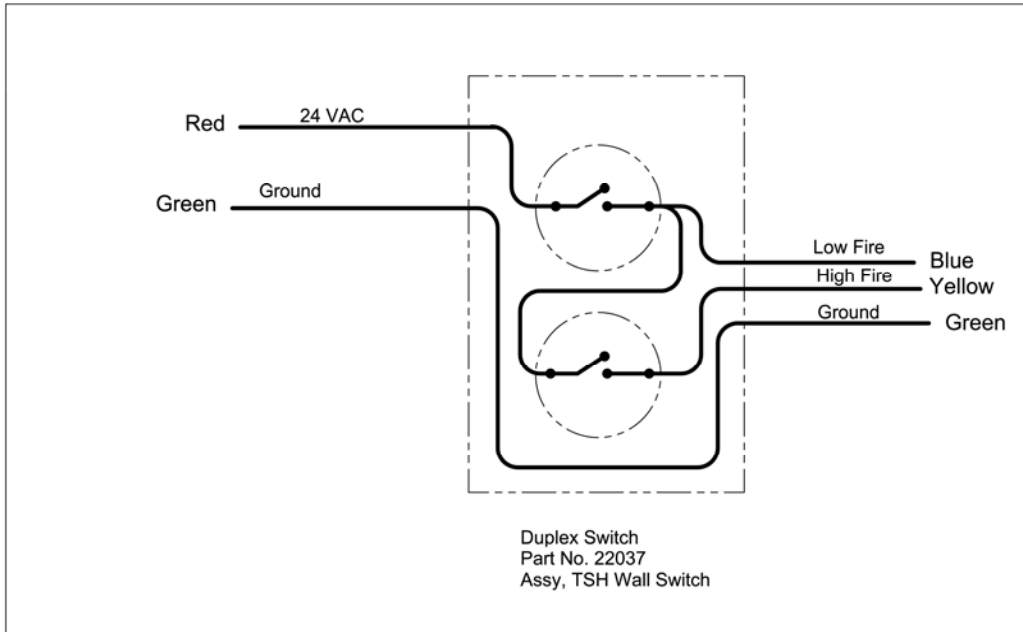 Red
24 VAC
Green
Ground
Low Fire
Blue
High Fire
Yellow
Ground
Green
Duplex Switch
Part No. 22037
Assy, TSH Wall Switch